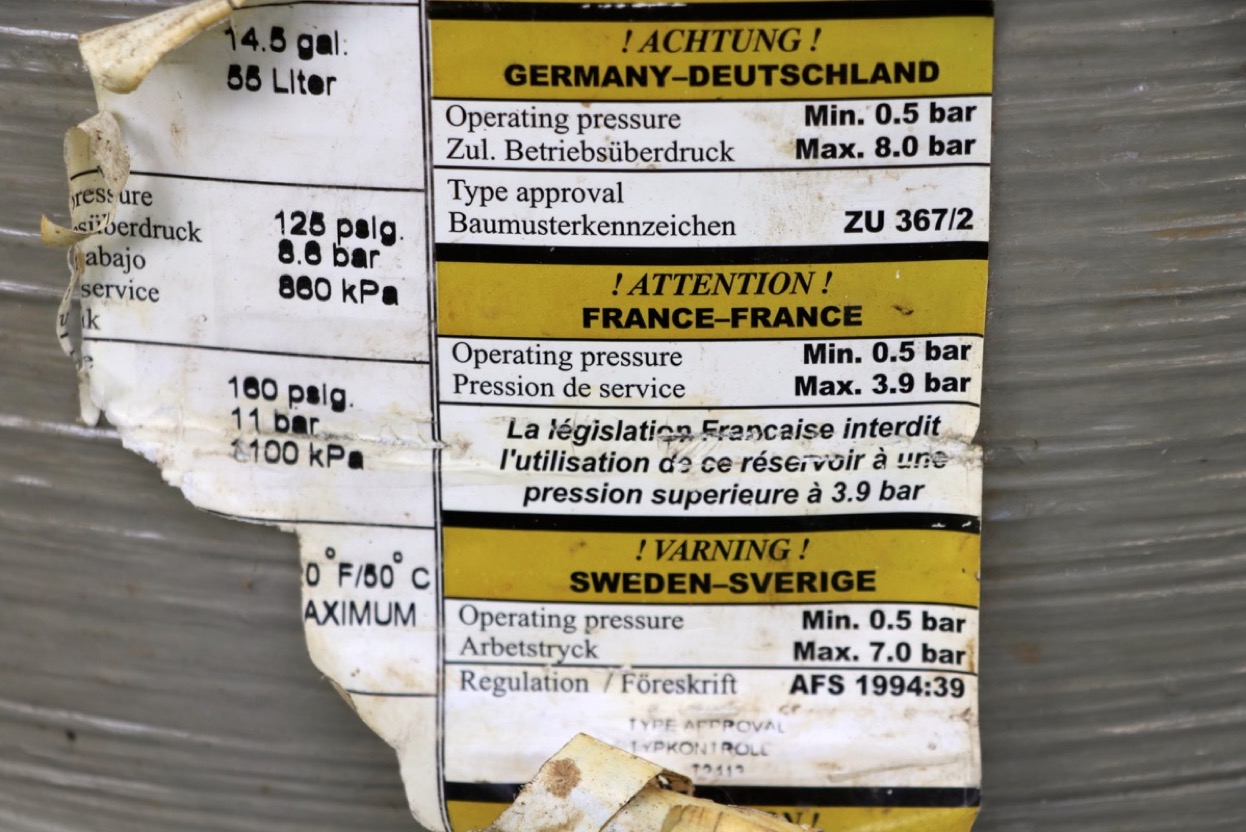 14.5 gal.
55 Liter
ressure
süberdruck
abajo
service
k
125 psig.
8.6 bar
860 kPa
160 psig.
11 bar
1100 kPa
0°F/50°C
AXIMUM
! ACHTUNG !
GERMANY–DEUTSCHLAND
Operating pressure Min. 0.5 bar
Zul. Betriebsüberdruck Max. 8.0 bar
Type approval
Baumusterkennzeichen ZU 367/2
! ATTENTION !
FRANCE–FRANCE
Operating pressure Min. 0.5 bar
Pression de service Max. 3.9 bar
La législation Francaise interdit
l'utilisation de ce réservoir à une
pression superieure à 3.9 bar
! VARNING !
SWEDEN–SVERIGE
Operating pressure Min. 0.5 bar
Arbetstryck Max. 7.0 bar
Regulation / Föreskrift AFS 1994:39
TYPE APPROVAL
TYPKONTROLL
N!